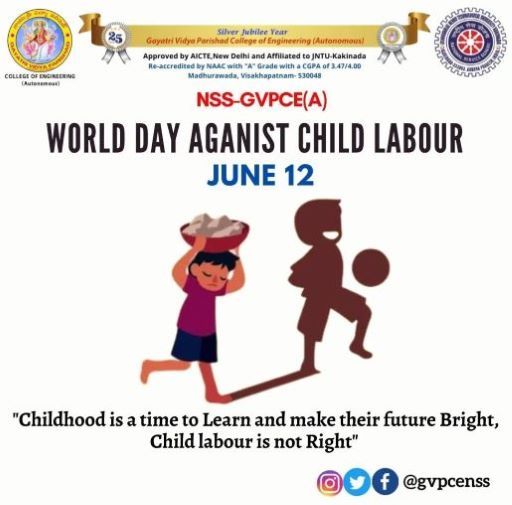 25
Silver Jubilee Year
Gayatri Vidya Parishad College of Engineering (Autonomous)
Approved by AICTE,New Delhi and Affiliated to JNTU-Kakinada
Re-accredited by NAAC with "A" Grade with a CGPA of 3.47/4.00
Madhurawada, Visakhapatnam- 530048
COLLEGE OF ENGINEERING
(Autonomous)
NSS-GVPCE(A)
WORLD DAY AGANIST CHILD LABOUR
JUNE 12
"Childhood is a time to Learn and make their future Bright,
Child labour is not Right"
@gvpcenss